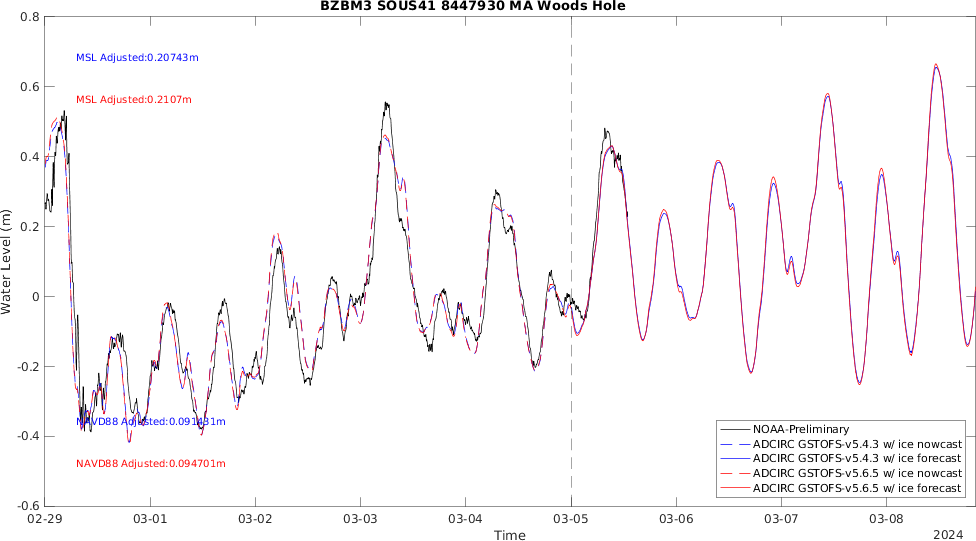 BZBM3 SOUS41 8447930 MA Woods Hole
0.8
MSL Adjusted:0.20743m
0.6
MSL Adjusted:0.2107m
0.4
0.2
Water Level (m)
0
-0.2
NAVD88 Adjusted:0.091431m
-0.4
NAVD88 Adjusted:0.094701m
-0.6
NOAA-Preliminary
ADCIRC GSTOFS-v5.4.3 w/ ice nowcast
ADCIRC GSTOFS-v5.4.3 w/ ice forecast
ADCIRC GSTOFS-v5.6.5 w/ ice nowcast
ADCIRC GSTOFS-v5.6.5 w/ ice forecast
02-29 03-01 03-02 03-03 03-04 03-05 03-06 03-07 03-08
Time
2024